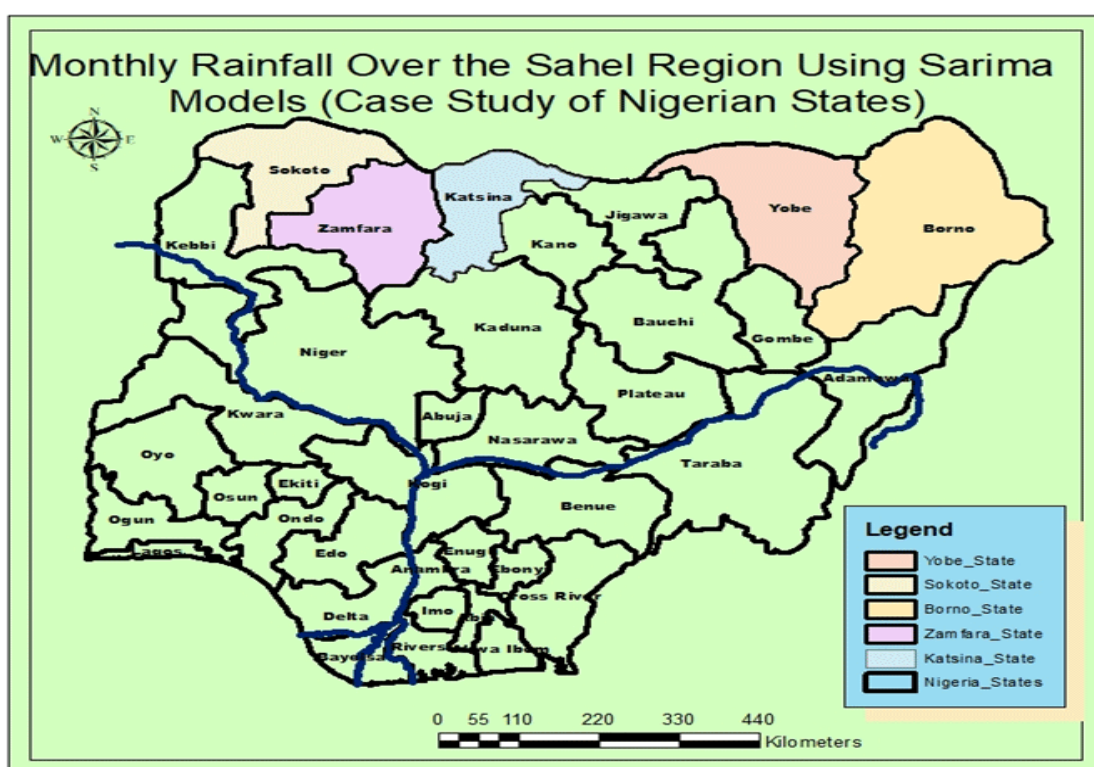 Monthly Rainfall Over the Sahel Region Using Sarima
Models (Case Study of Nigerian States)
N
W E
S
Sokoto
Katsina
Zamfara
Jigawa
Yobe
Borno
Kebbi
Kano
Kaduna
Bauchi
Gombe
Niger
Plateau
Adamawa
Kwara
Abuja
Nasarawa
Oyo
Taraba
Kogi
Osun
Ekiti
Benue
Ogun
Ondo
Lagos
Edo
Enug
Anambra
Ebony
Cross River
Imo
Delta
Rivers
Bayelsa
Legend
Yobe_State
Sokoto_State
Borno_State
Zamfara_State
Katsina_State
Nigeria_States
0 55 110 220 330 440
Kilometers